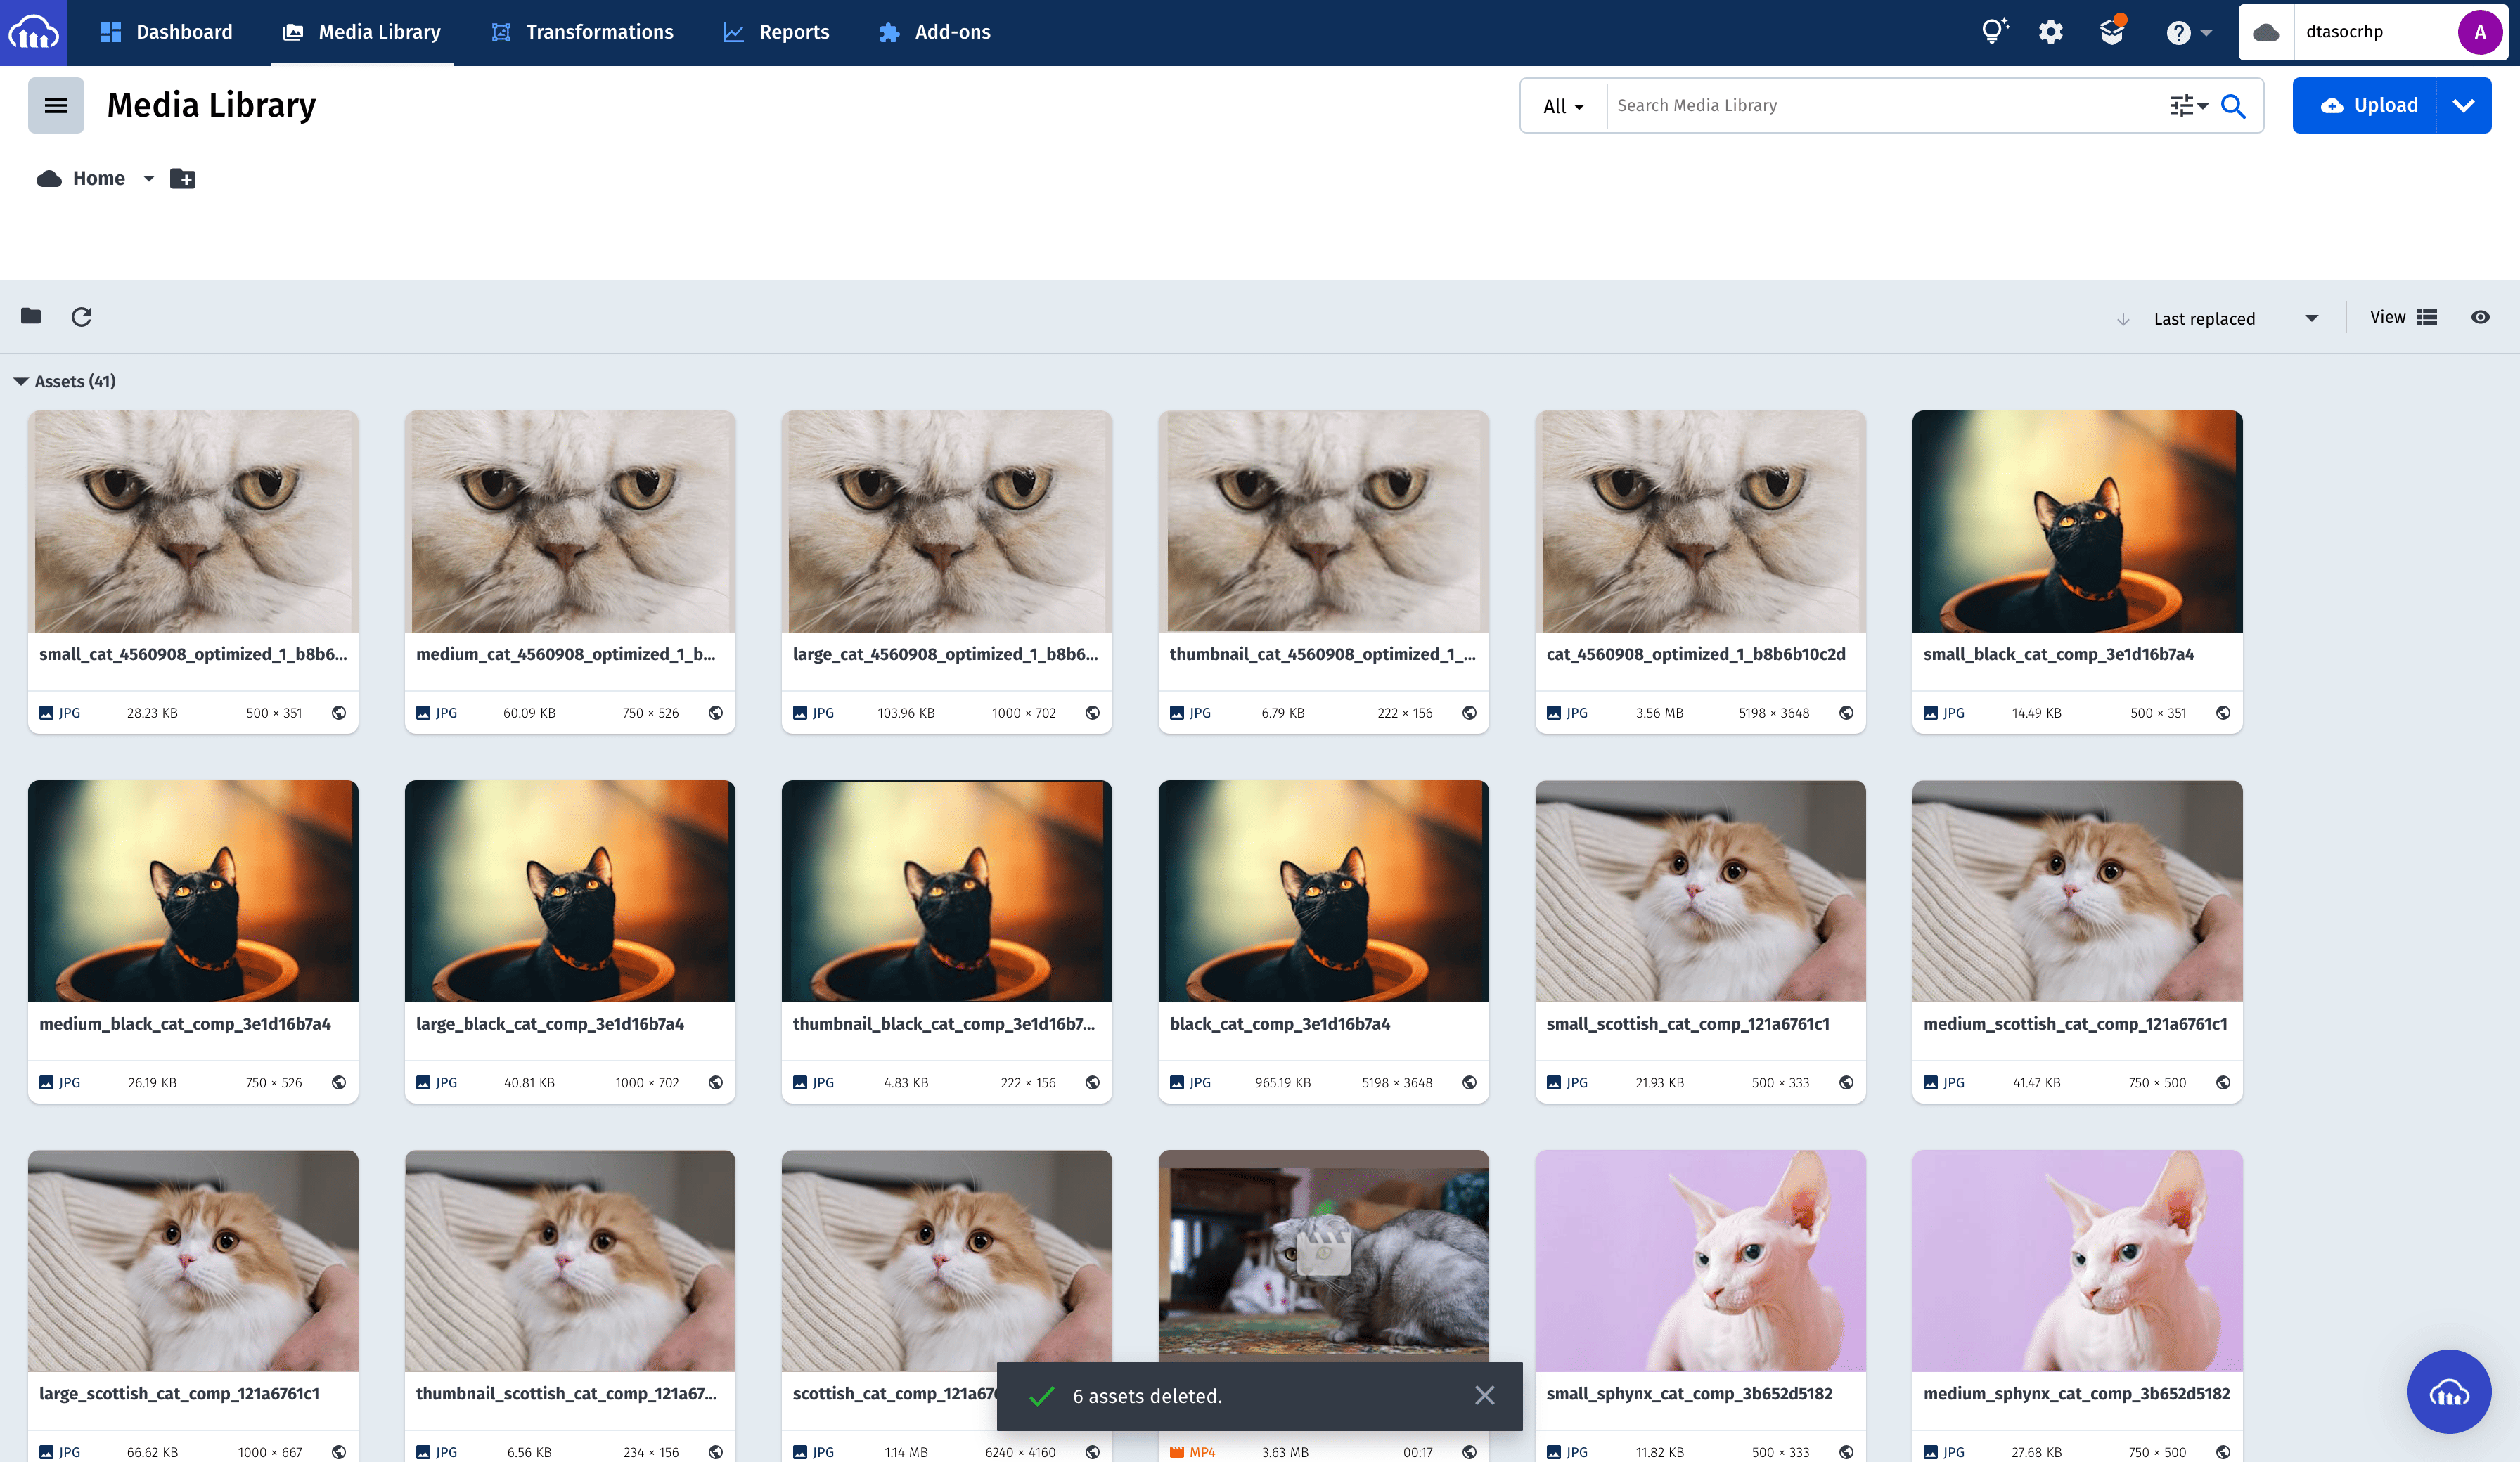 Dashboard
Media Library
Transformations
Reports
Add-ons
dtasocrhp
A
Media Library
All
Search Media Library
Upload
Home
Last replaced
View
Assets (41)
small_cat_4560908_optimized_1_b8b6...
medium_cat_4560908_optimized_1_b...
large_cat_4560908_optimized_1_b8b6...
thumbnail_cat_4560908_optimized_1_...
cat_4560908_optimized_1_b8b6b10c2d
small_black_cat_comp_3e1d16b7a4
JPG 28.23 KB 500 × 351
JPG 60.09 KB 750 × 526
JPG 103.96 KB 1000 × 702
JPG 6.79 KB 222 × 156
JPG 3.56 MB 5198 × 3648
JPG 14.49 KB 500 × 351
medium_black_cat_comp_3e1d16b7a4
large_black_cat_comp_3e1d16b7a4
thumbnail_black_cat_comp_3e1d16b7...
black_cat_comp_3e1d16b7a4
small_scottish_cat_comp_121a6761c1
medium_scottish_cat_comp_121a6761c1
JPG 26.19 KB 750 × 526
JPG 40.81 KB 1000 × 702
JPG 4.83 KB 222 × 156
JPG 965.19 KB 5198 × 3648
JPG 21.93 KB 500 × 333
JPG 41.47 KB 750 × 500
large_scottish_cat_comp_121a6761c1
thumbnail_scottish_cat_comp_121a67...
scottish_cat_comp_121a676
6 assets deleted.
small_sphynx_cat_comp_3b652d5182
medium_sphynx_cat_comp_3b652d5182
JPG 66.62 KB 1000 × 667
JPG 6.56 KB 234 × 156
JPG 1.14 MB 6240 × 4160
MP4 3.63 MB 00:17
JPG 11.82 KB 500 × 333
JPG 27.68 KB 750 × 500